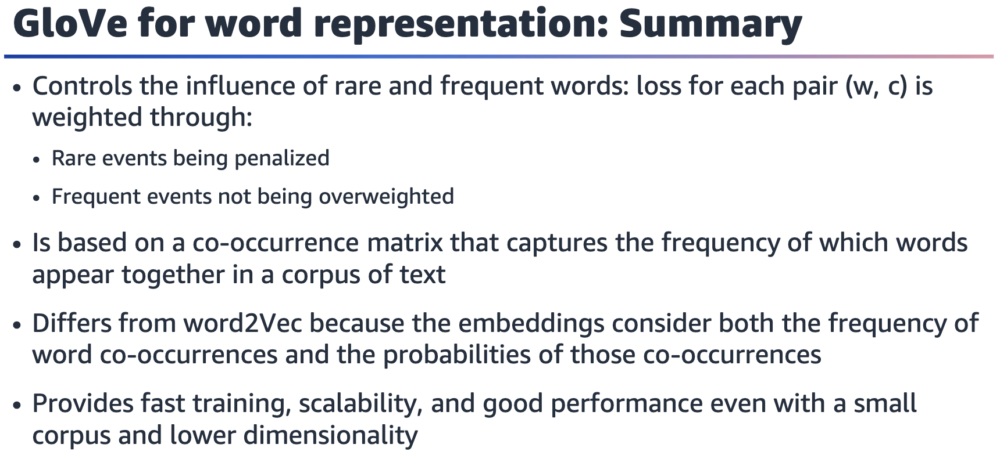 GloVe for word representation: Summary
• Controls the influence of rare and frequent words: loss for each pair (w, c) is
weighted through:
• Rare events being penalized
• Frequent events not being overweighted
• Is based on a co-occurrence matrix that captures the frequency of which words
appear together in a corpus of text
• Differs from word2Vec because the embeddings consider both the frequency of
word co-occurrences and the probabilities of those co-occurrences
• Provides fast training, scalability, and good performance even with a small
corpus and lower dimensionality